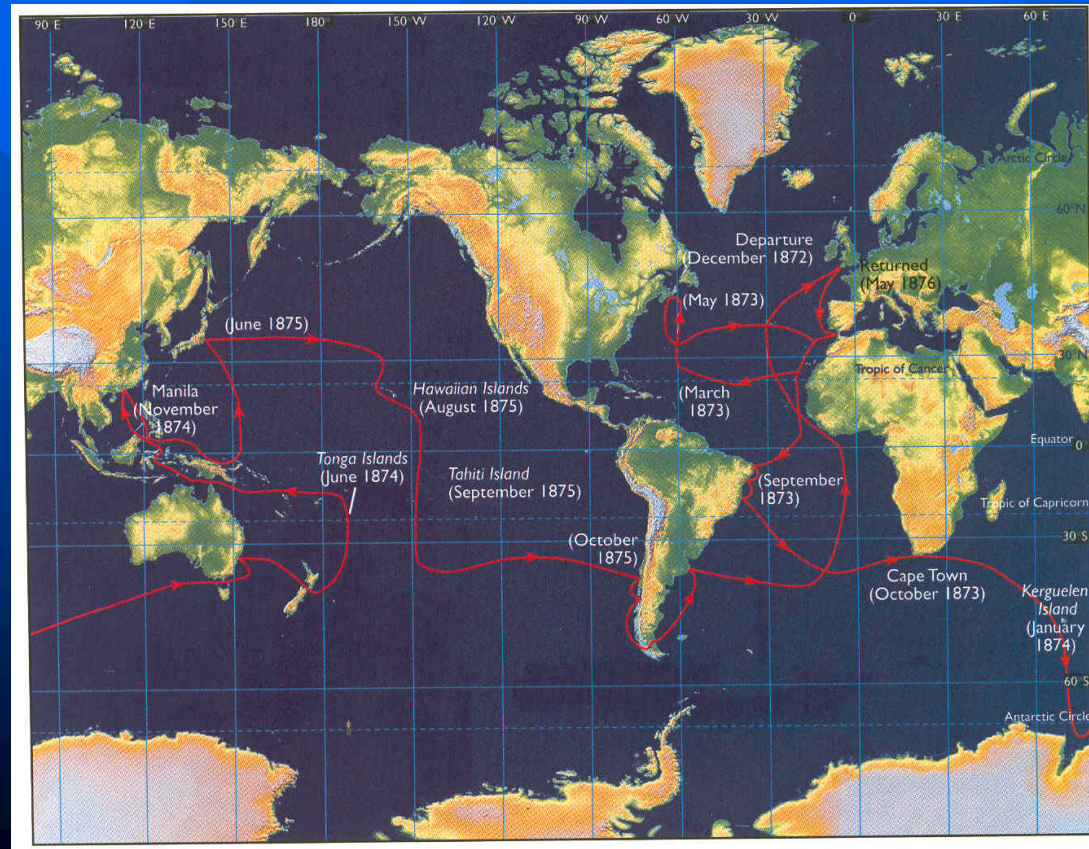 90°E 120°E 150°E 180° 150°W 120°W 90°W 60°W 30°W 0° 30°E 60°E
Arctic Circle
60°N
Departure
(December 1872)
Returned
(May 1876)
(May 1873)
(June 1875)
30°N
Tropic of Cancer
Manila
(November
1874)
Hawaiian Islands
(August 1875)
(March
1873)
Equator 0
Tonga Islands
(June 1874)
Tahiti Island
(September 1875)
(September
1873)
Tropic of Capricorn
30°S
(October
1875)
Cape Town
(October 1873)
Kerguelen
Island
(January
1874)
60°S
Antarctic Circle